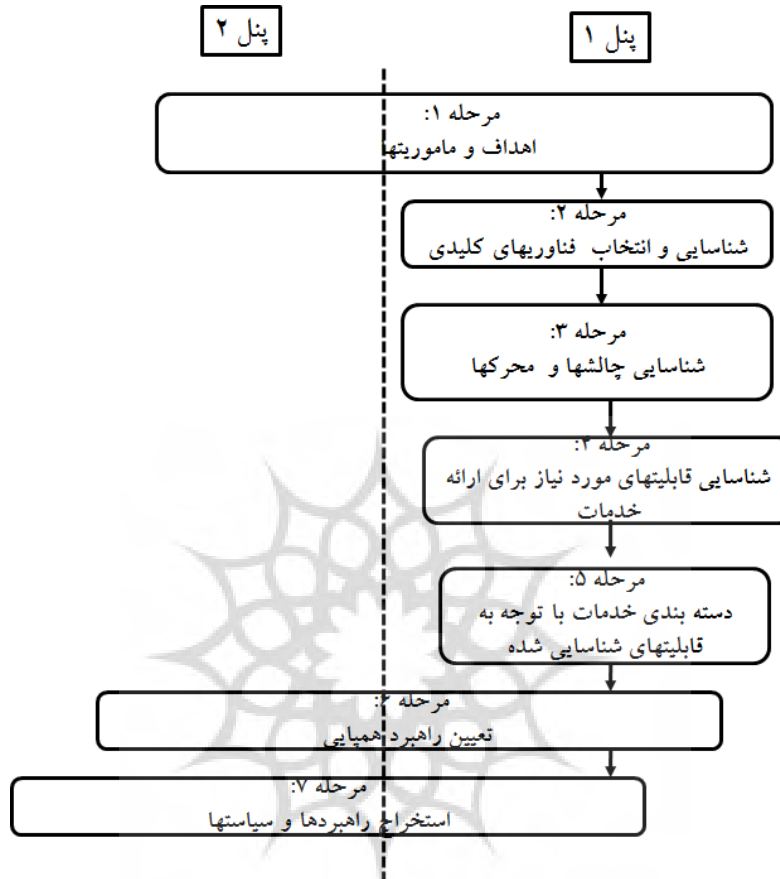 پنل ۱
پنل ۲
مرحله ۱:
اهداف و ماموریتها
مرحله ۲:
شناسایی و انتخاب فناوریهای کلیدی
مرحله ۳:
شناسایی چالشها و محرکها
مرحله ۴:
شناسایی قابلیتهای مورد نیاز برای ارائه
خدمات
مرحله ۵:
دسته بندی خدمات با توجه به
قابلیتهای شناسایی شده
مرحله ۶:
تعیین راهبرد همپایی
مرحله ۷:
استخراج راهبردها و سیاستها